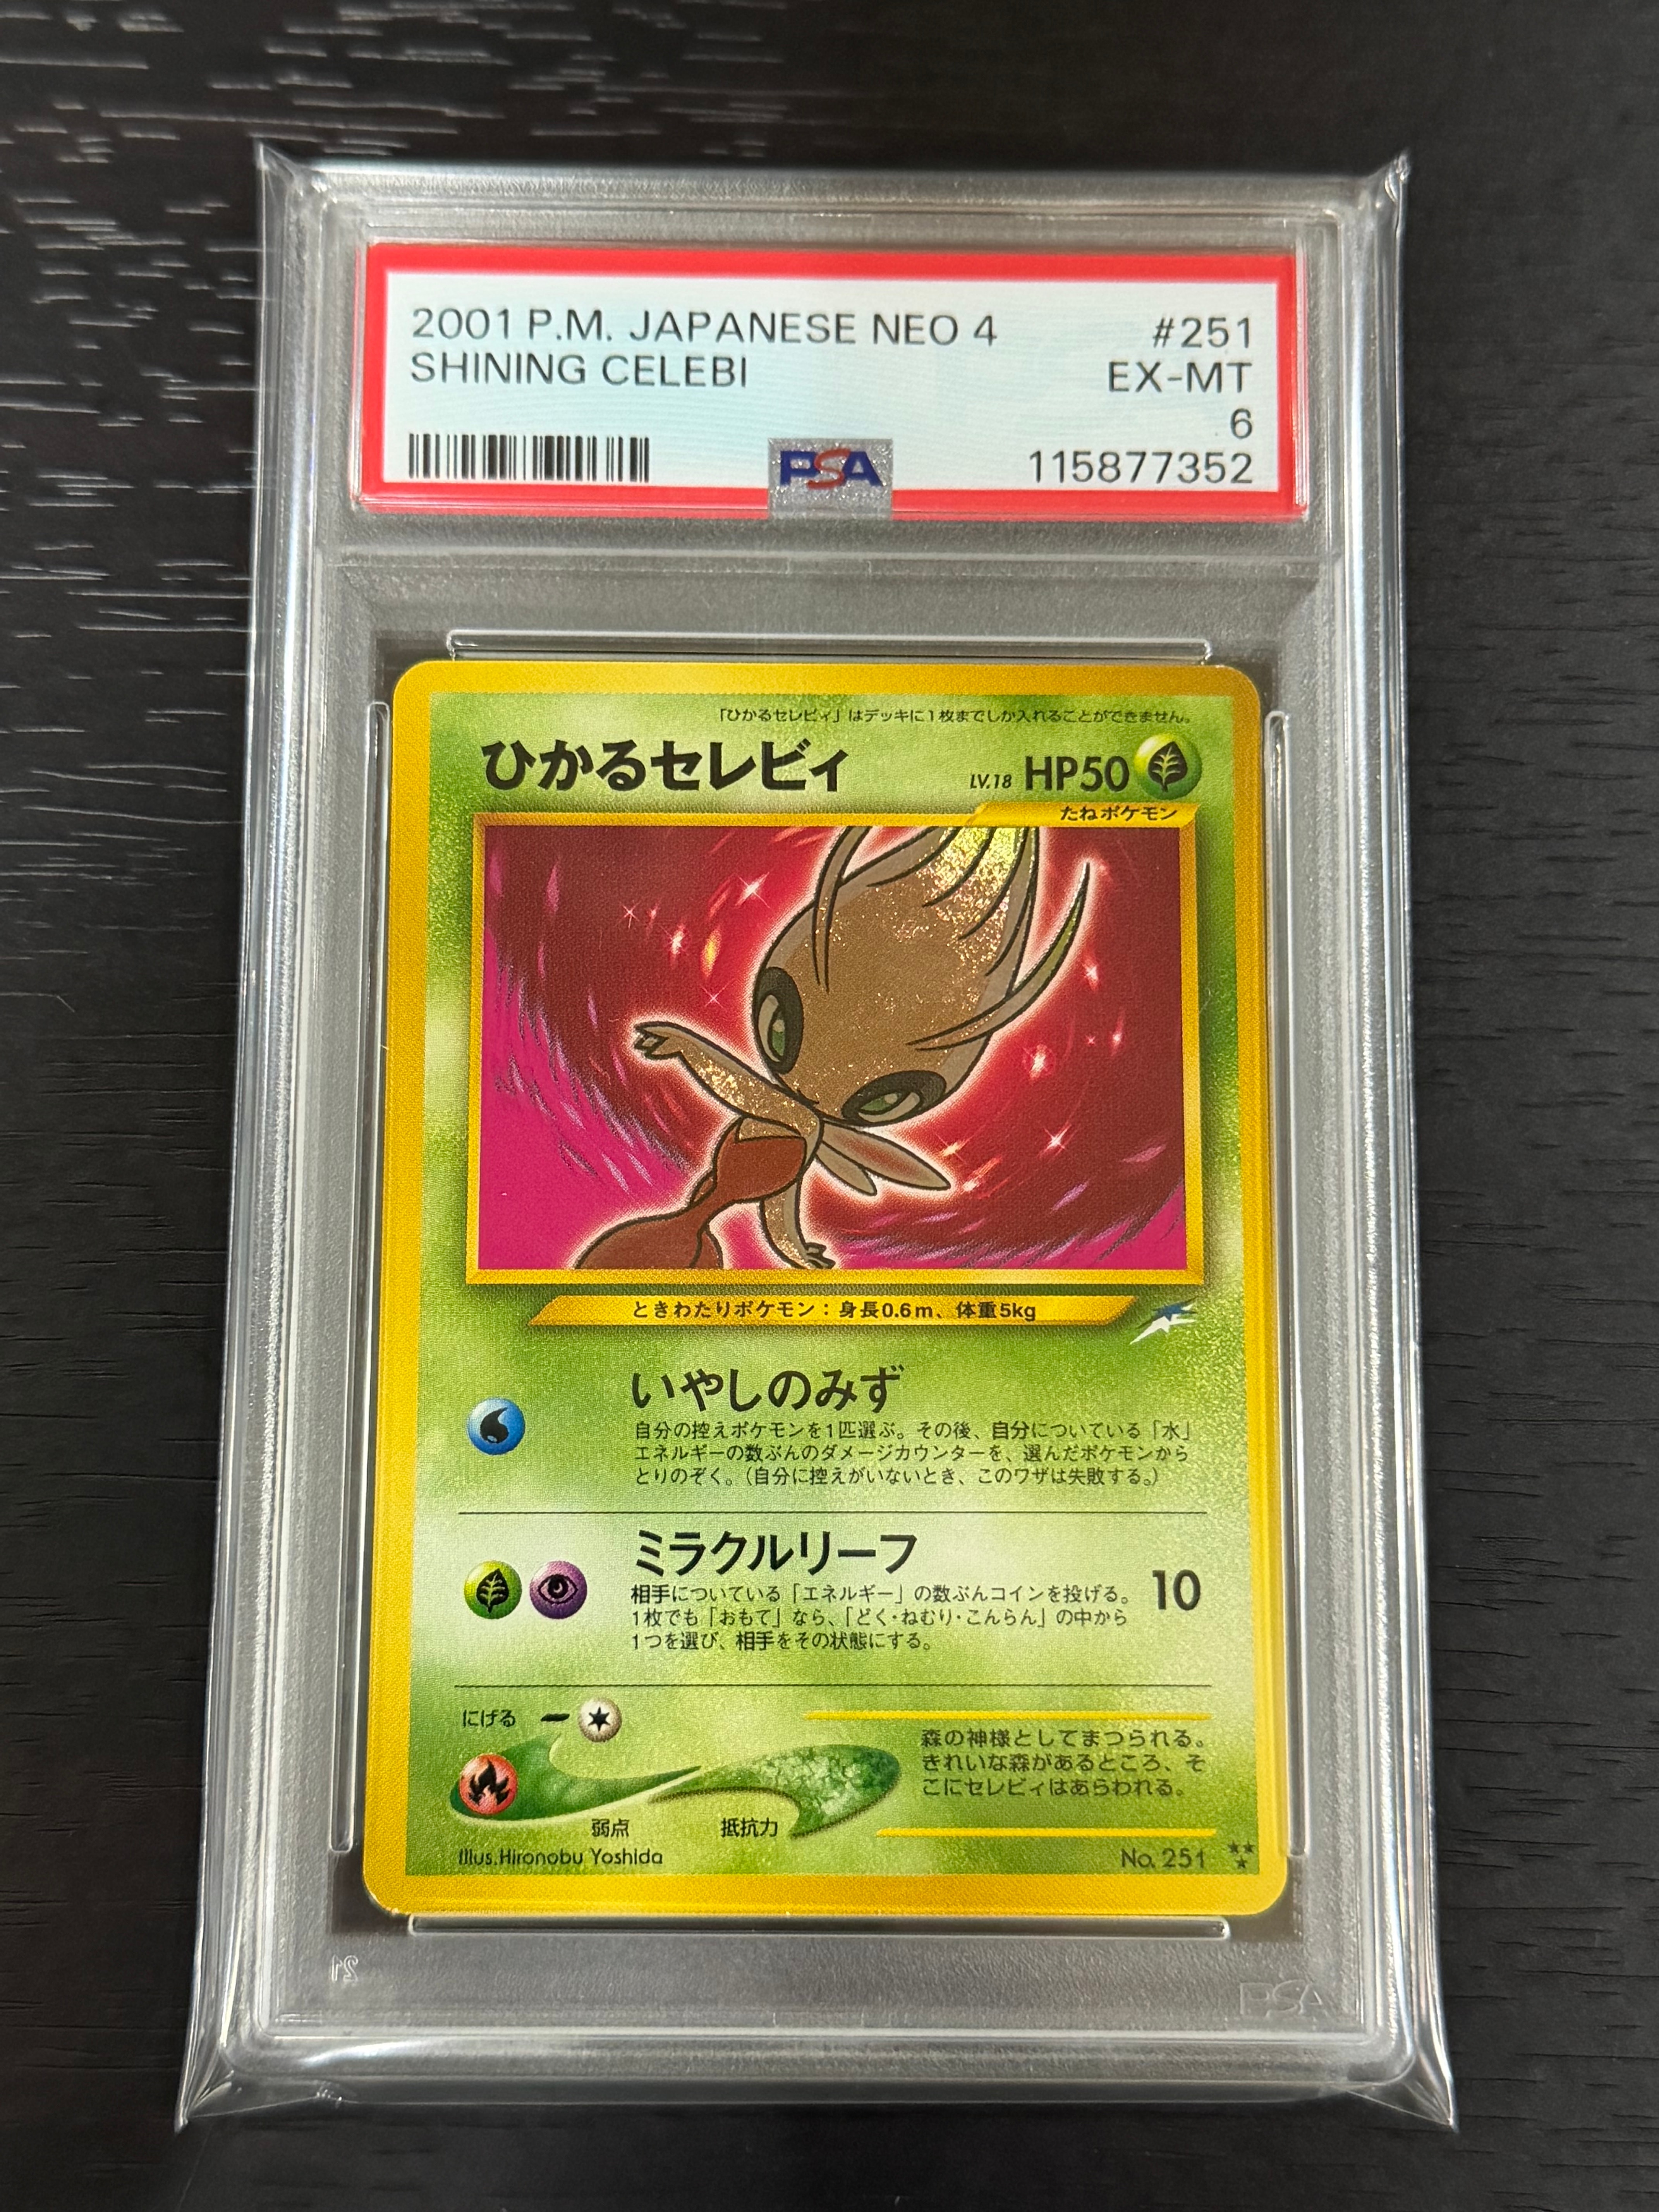 2001 P.M. JAPANESE NEO 4 #251
SHINING CELEBI EX-MT
6
PSA 115877352
「ひかるセレビィ」はデッキに1枚までしか入れることができません。
ひかるセレビィ LV.18 HP50
たねポケモン
ときわたりポケモン:身長0.6m、体重5kg
いやしのみず
自分の控えポケモンを1匹選ぶ。その後、自分についている「水」
エネルギーの数ぶんのダメージカウンターを、選んだポケモンから
とりのぞく。(自分に控えがいないとき、このワザは失敗する。)
ミラクルリーフ 10
相手についている「エネルギー」の数ぶんコインを投げる。
1枚でも「おもて」なら、「どく・ねむり・こんらん」の中から
1つを選び、相手をその状態にする。
にげる
弱点 抵抗力
森の神様としてまつられる。
きれいな森があるところ、そ
こにセレビィはあらわれる。
Illus.Hironobu Yoshida No. 251
21
PSA